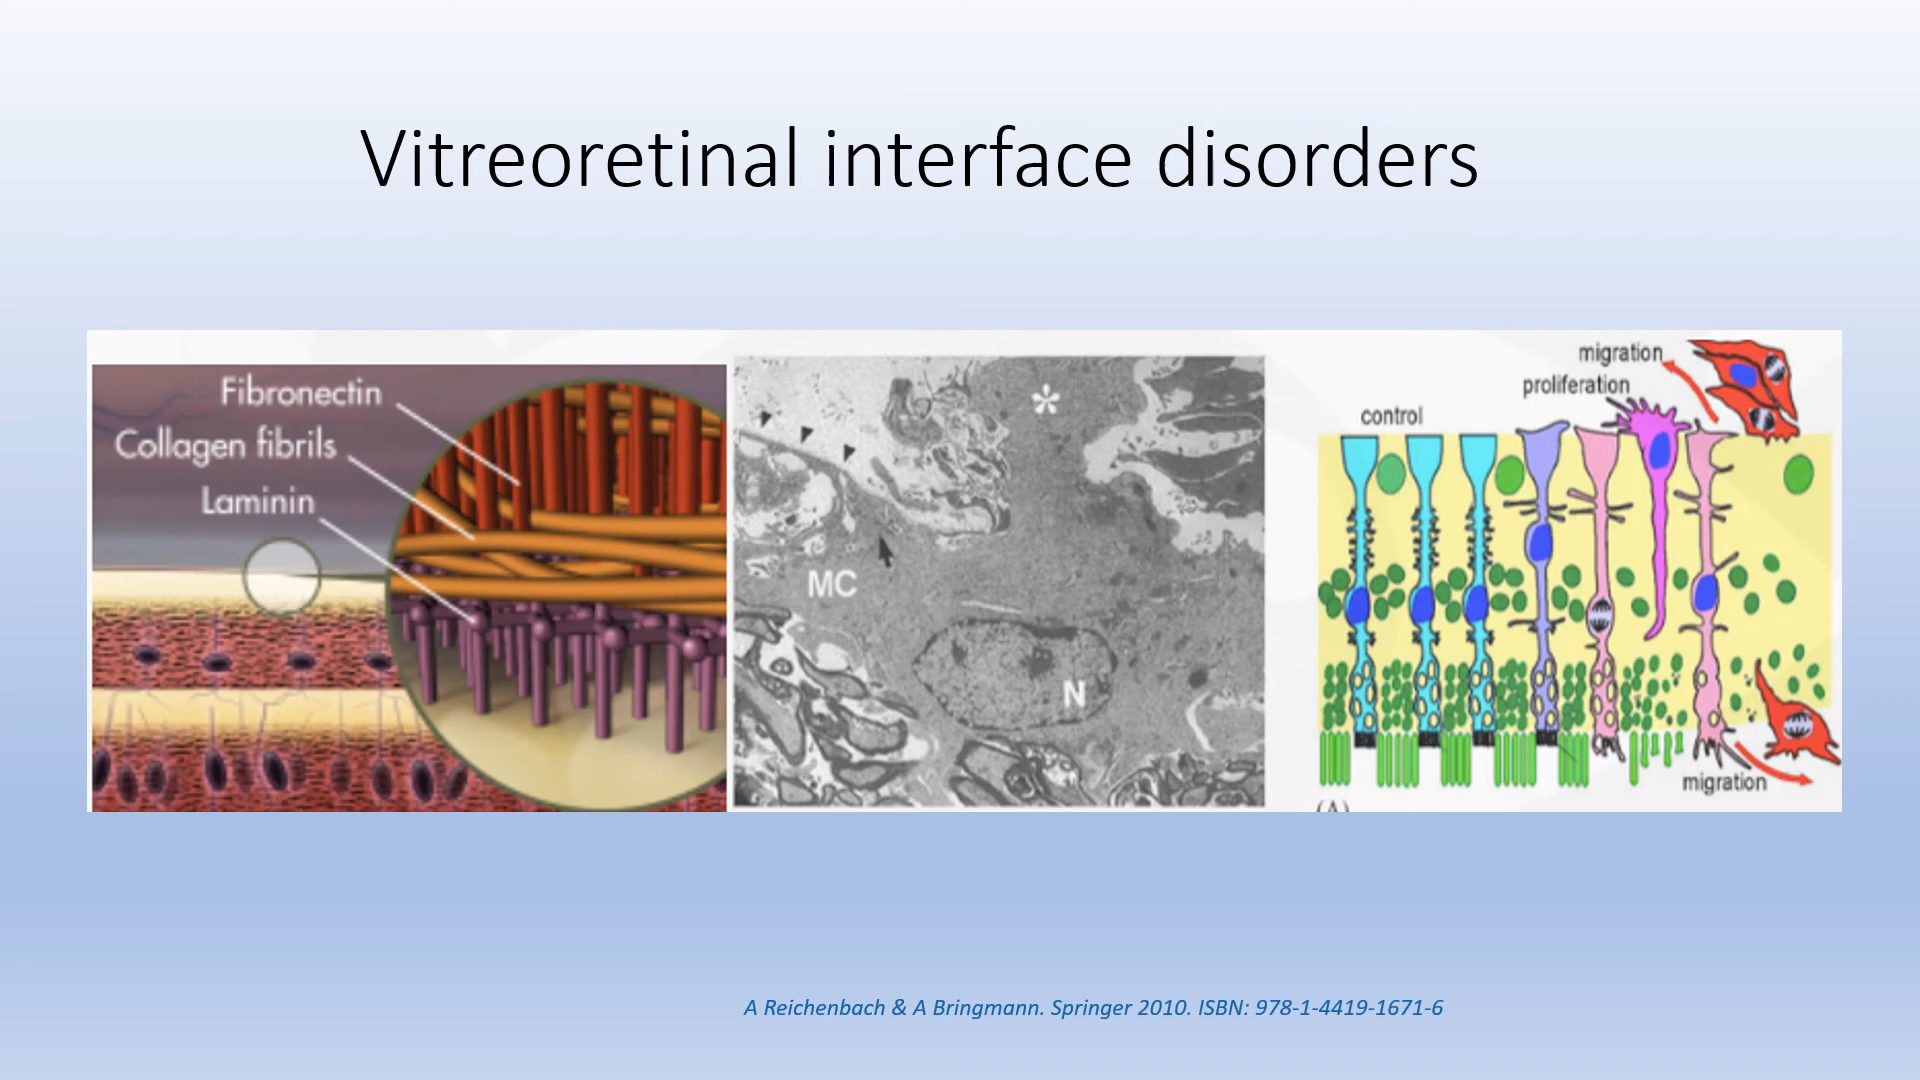 Vitreoretinal interface disorders
Fibronectin
Collagen fibrils
Laminin
*
MC
N
migration
proliferation
control
migration
(A)
A Reichenbach & A Bringmann. Springer 2010. ISBN: 978-1-4419-1671-6